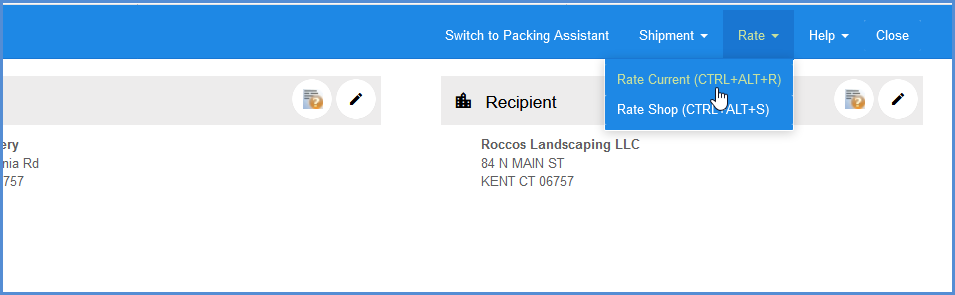 Switch to Packing Assistant Shipment Rate Help Close
Rate Current (CTRL+ALT+R)
Rate Shop (CTRL+ALT+S)
Recipient
ery
nia Rd
757
Roccos Landscaping LLC
84 N MAIN ST
KENT CT 06757